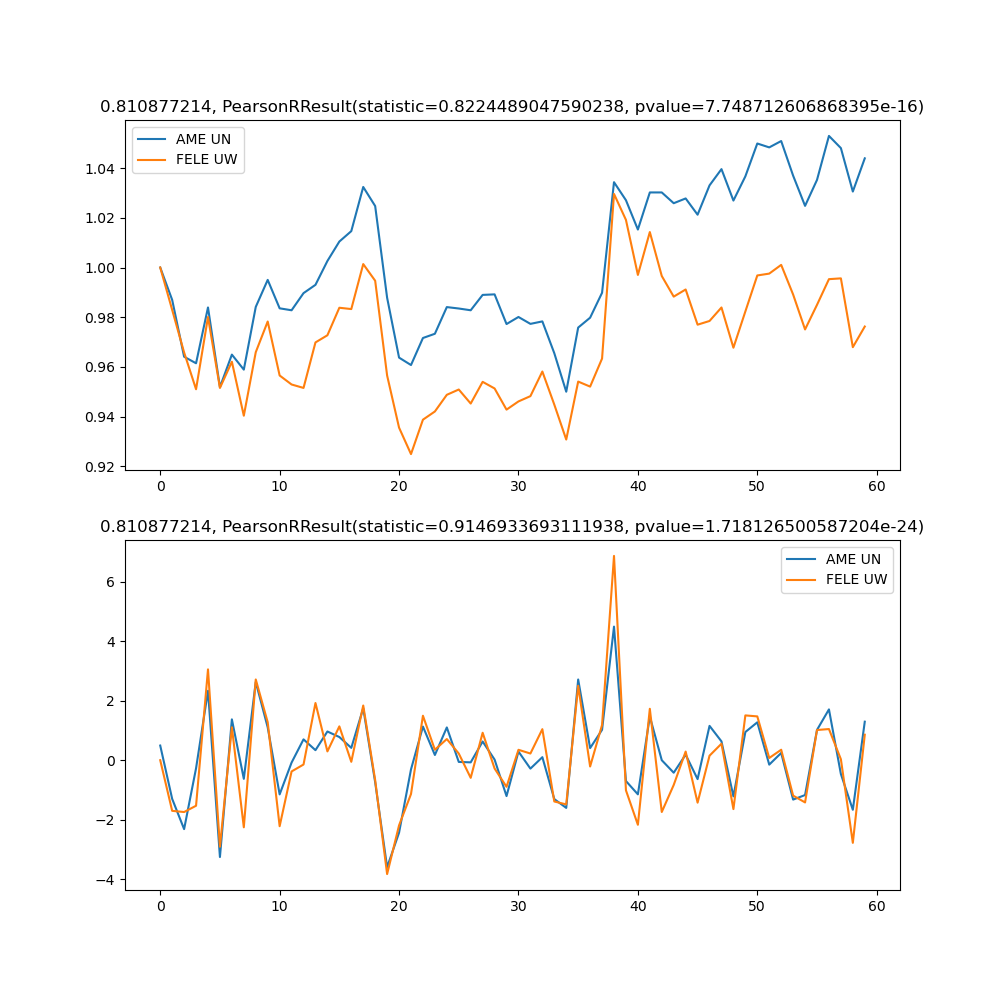 0.810877214, PearsonRResult(statistic=0.8224489047590238, pvalue=7.748712606868395e-16)
AME UN
FELE UW
1.04
1.02
1.00
0.98
0.96
0.94
0.92
0 10 20 30 40 50 60
0.810877214, PearsonRResult(statistic=0.9146933693111938, pvalue=1.718126500587204e-24)
AME UN
FELE UW
6
4
2
0
−2
−4
0 10 20 30 40 50 60